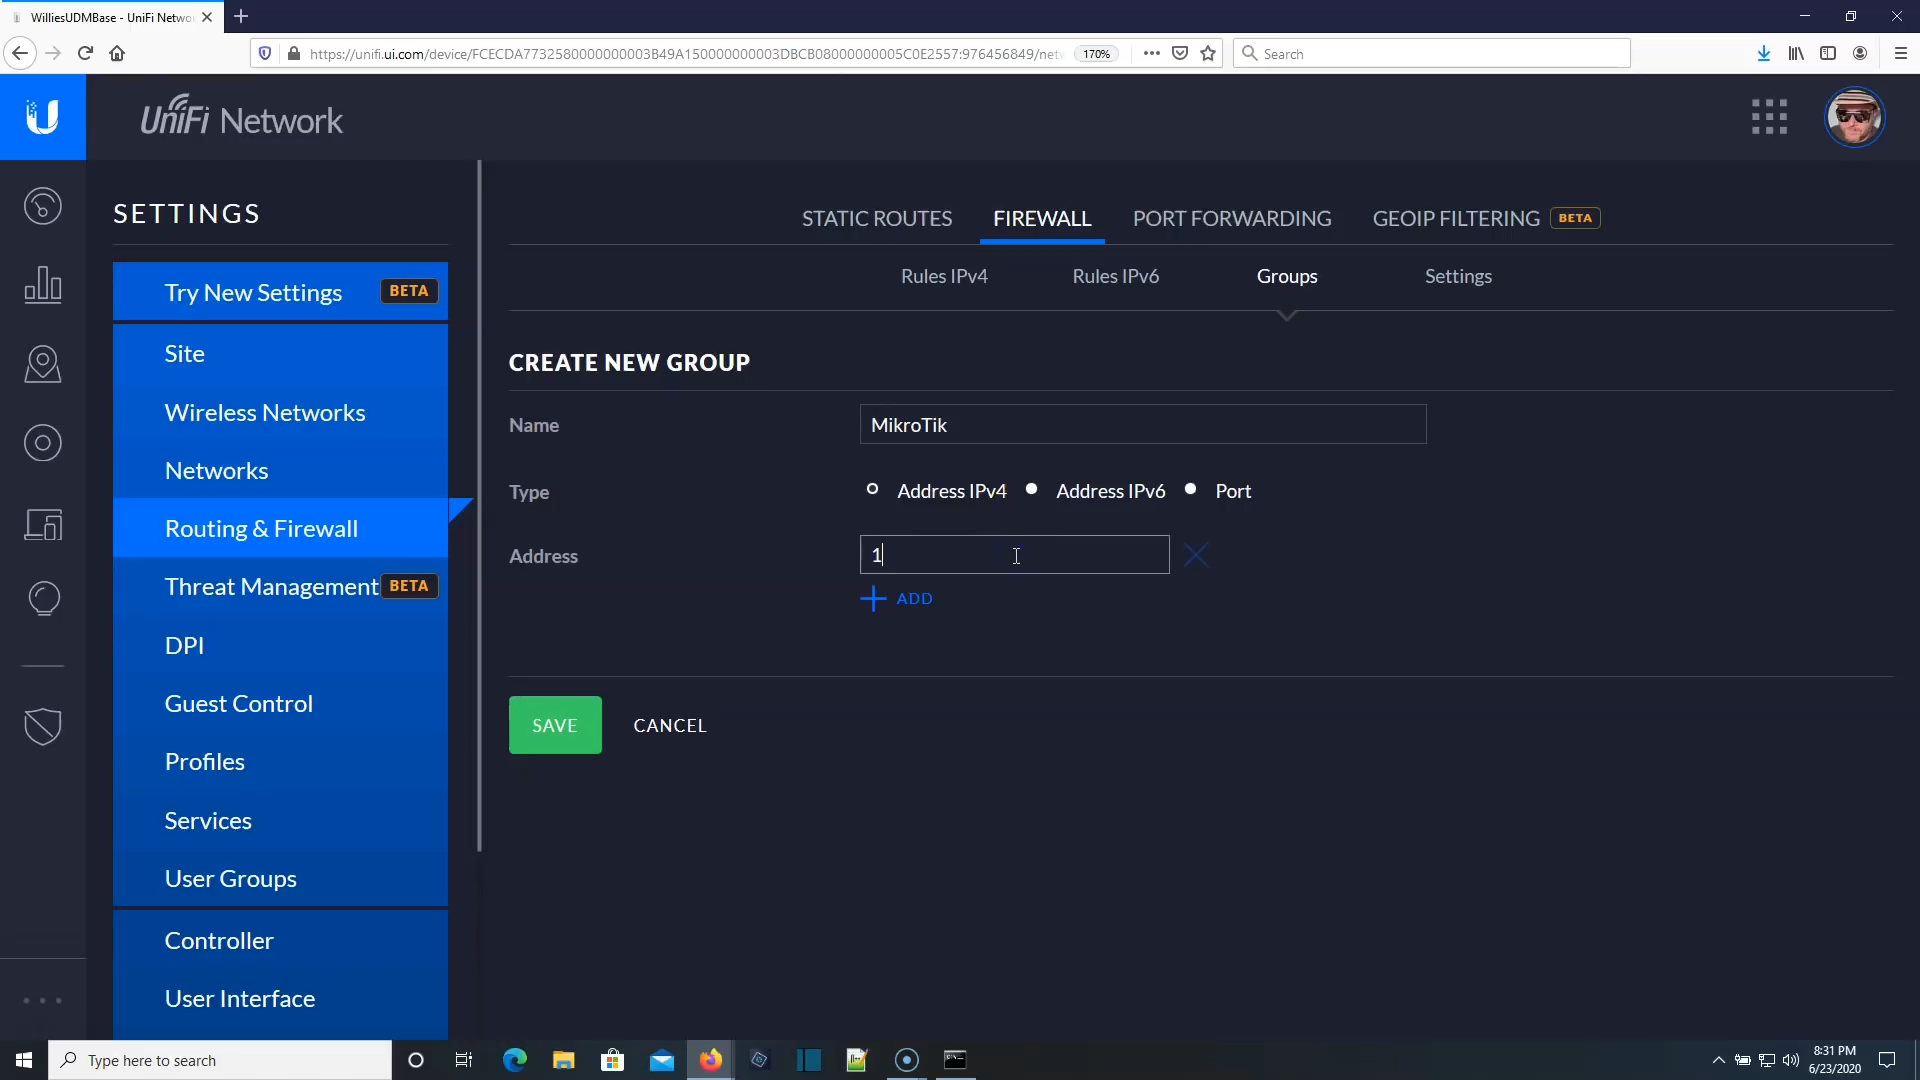 WilliesUDMBase - UniFi Netwo
https://unifi.ui.com/device/FCECDA7732580000000003B49A150000000003DBCB08000000005C0E2557:976456849/netw
170%
Search
U
UniFi Network
SETTINGS
Try New Settings BETA
Site
Wireless Networks
Networks
Routing & Firewall
Threat Management BETA
DPI
Guest Control
Profiles
Services
User Groups
Controller
User Interface
STATIC ROUTES FIREWALL PORT FORWARDING GEOIP FILTERING BETA
Rules IPv4 Rules IPv6 Groups Settings
CREATE NEW GROUP
Name MikroTik
Type Address IPv4 Address IPv6 Port
Address 1
ADD
SAVE CANCEL
Type here to search
8:31 PM
6/23/2020